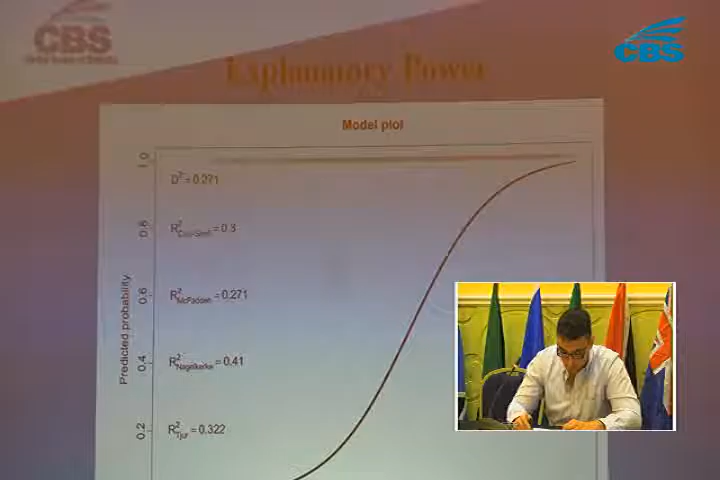 CBS
CBS
Explanatory Power
Model plot
D² = 0.271
R²Cox-Snell = 0.3
R²McFadden = 0.271
R²Nagelkerke = 0.41
R²Tjur = 0.322
Predicted probability
1.0
0.8
0.6
0.4
0.2